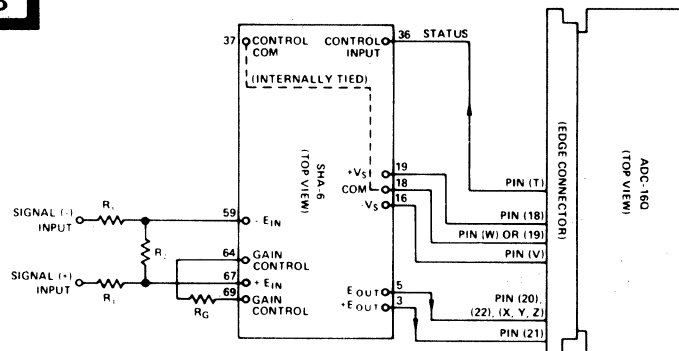 37
CONTROL
COM
CONTROL
INPUT
36
STATUS
(INTERNALLY TIED)
SHA-6
(TOP VIEW)
+VS
19
COM
18
-VS
16
(EDGE CONNECTOR)
ADC-16Q
(TOP VIEW)
PIN (T)
PIN (18)
PIN (W) OR (19)
PIN (V)
SIGNAL (-)
INPUT
R1
59
- EIN
R2
64
GAIN
CONTROL
SIGNAL (+)
INPUT
R1
67
+ EIN
69
GAIN
CONTROL
RG
E OUT
5
+E OUT
3
PIN (20),
(22), (X, Y, Z)
PIN (21)